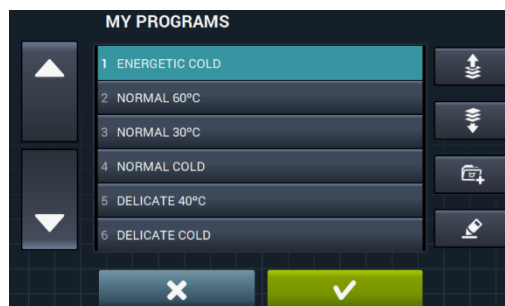 MY PROGRAMS
1 ENERGETIC COLD
2 NORMAL 60ºC
3 NORMAL 30ºC
4 NORMAL COLD
5 DELICATE 40ºC
6 DELICATE COLD